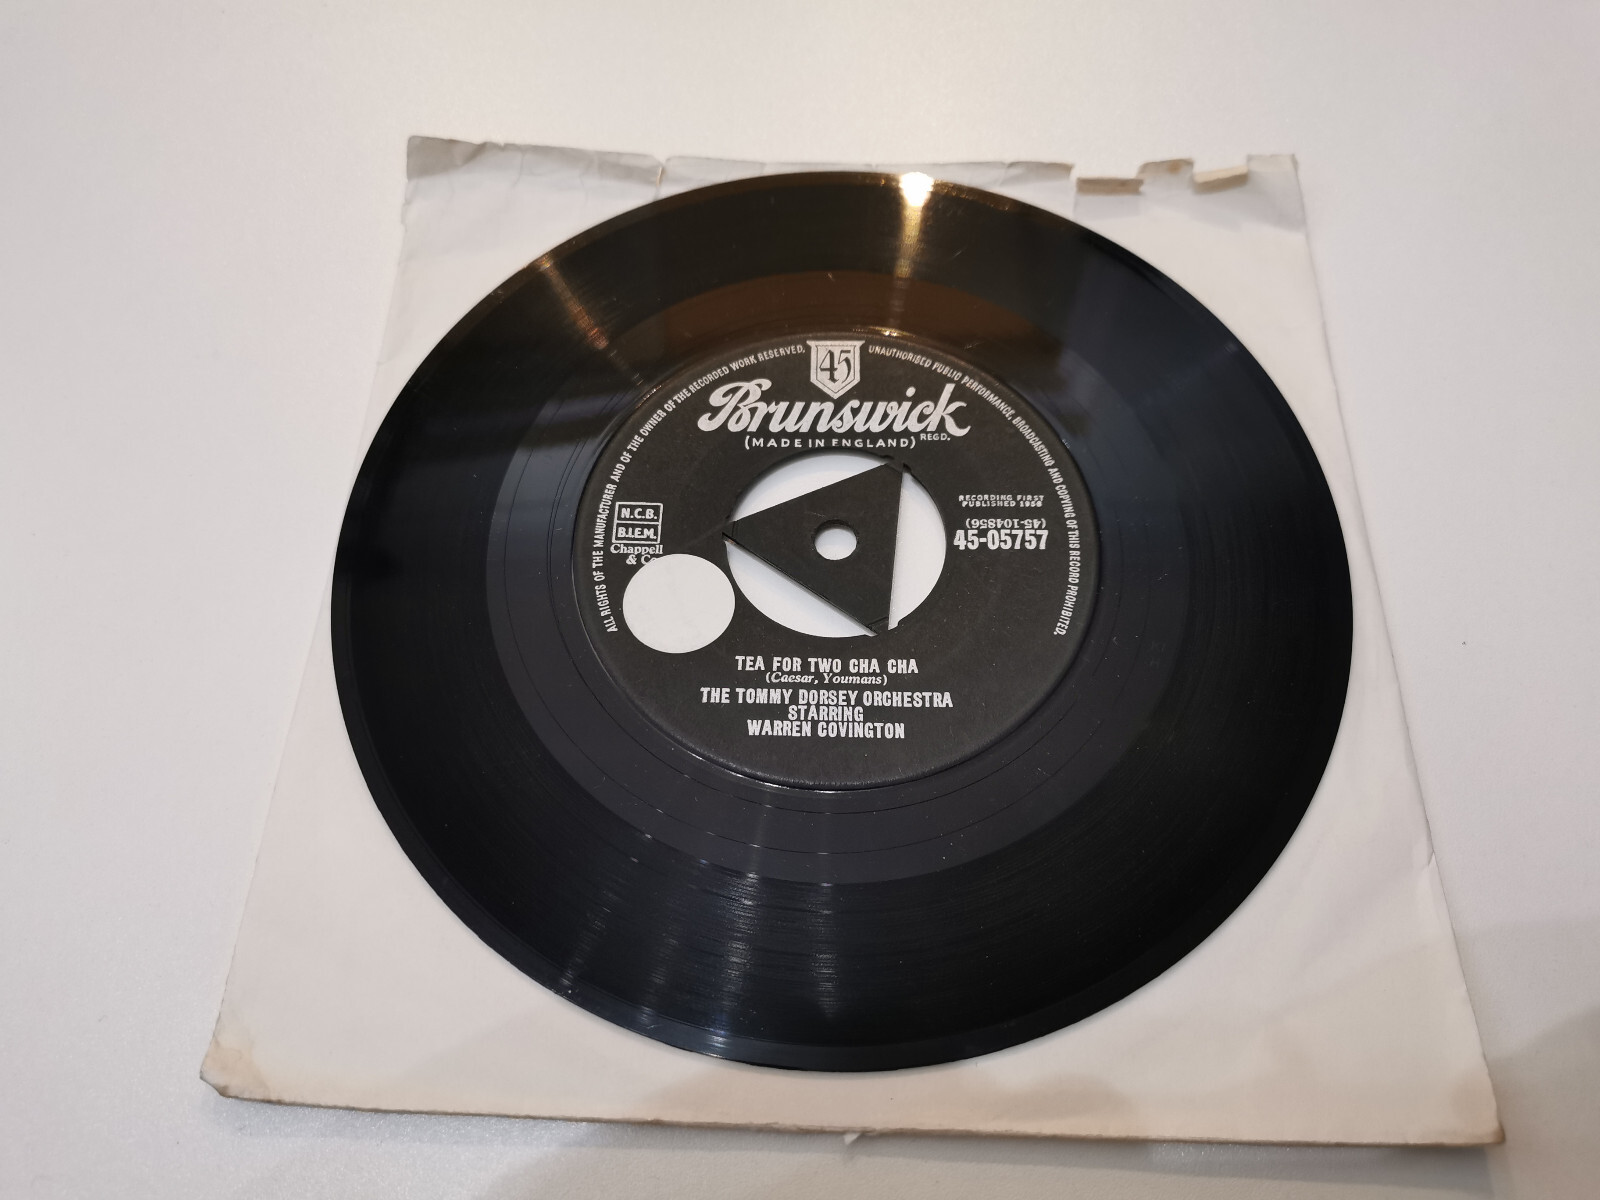 ALL RIGHTS OF THE MANUFACTURER AND OF THE OWNER OF THE RECORDED WORK RESERVED.
UNAUTHORISED PUBLIC PERFORMANCE, BROADCASTING AND COPYING OF THIS RECORD PROHIBITED.
45
Brunswick
(MADE IN ENGLAND) REGD.
N.C.B.
B.I.E.M.
Chappell
&
RECORDING FIRST
PUBLISHED 1958
(45-104856)
45-05757
TEA FOR TWO CHA CHA
(Caesar, Youmans)
THE TOMMY DORSEY ORCHESTRA
STARRING
WARREN COVINGTON